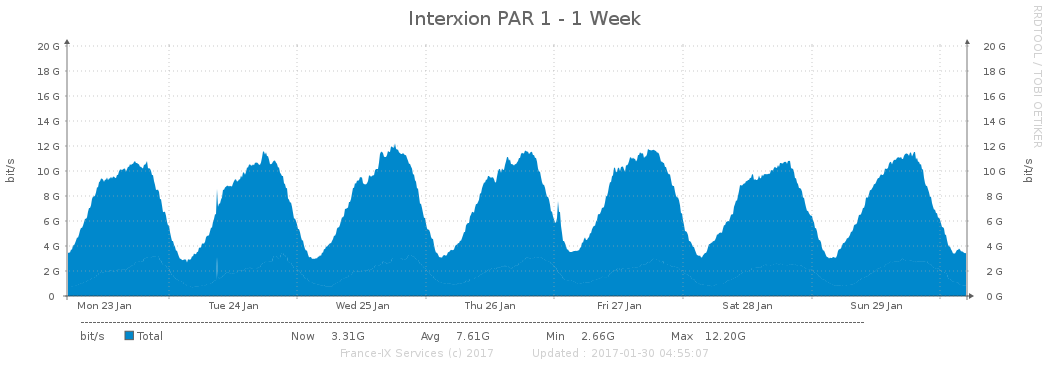 Interxion PAR 1 - 1 Week
RRDTOOL / TOBI OETIKER
20 G 20 G
18 G 18 G
16 G 16 G
14 G 14 G
12 G 12 G
10 G 10 G
8 G 8 G
6 G 6 G
4 G 4 G
2 G 2 G
0 0 G
bit/s
bit/s
Mon 23 Jan Tue 24 Jan Wed 25 Jan Thu 26 Jan Fri 27 Jan Sat 28 Jan Sun 29 Jan
bit/s Total Now 3.31G Avg 7.61G Min 2.66G Max 12.20G
France-IX Services (c) 2017 Updated : 2017-01-30 04:55:07